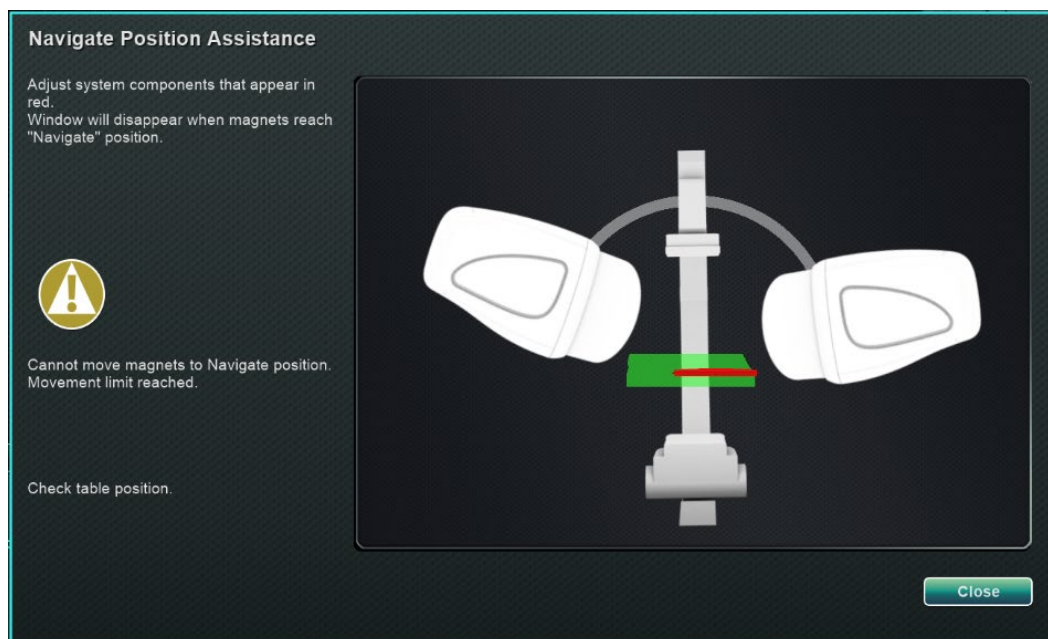 Navigate Position Assistance
Adjust system components that appear in
red.
Window will disappear when magnets reach
"Navigate" position.
Cannot move magnets to Navigate position.
Movement limit reached.
Check table position.
Close